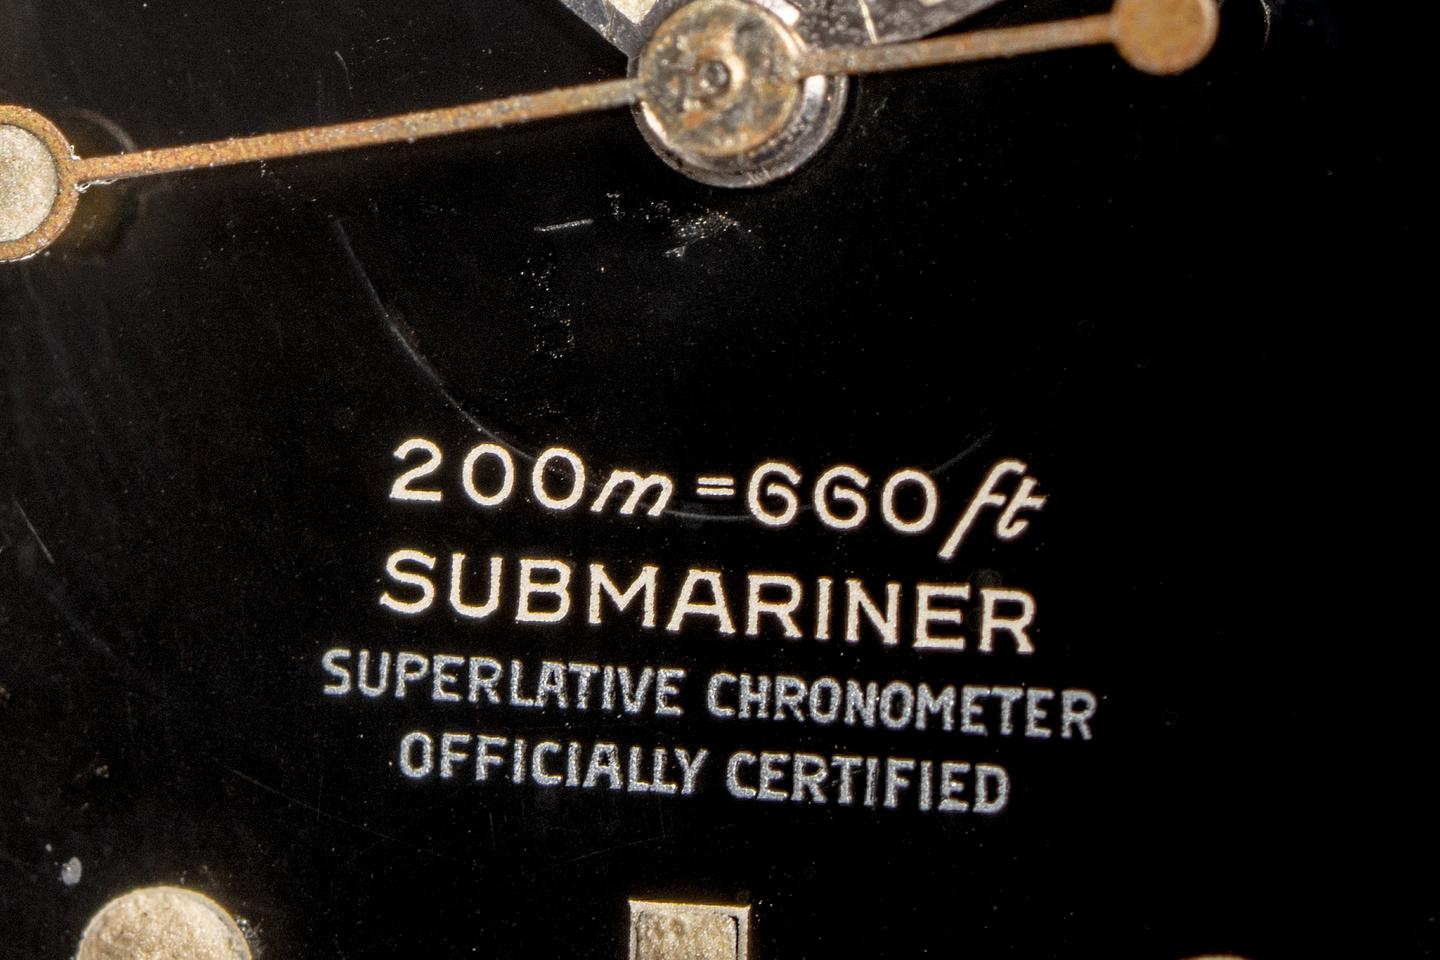 200m=660ft
SUBMARINER
SUPERLATIVE CHRONOMETER
OFFICIALLY CERTIFIED